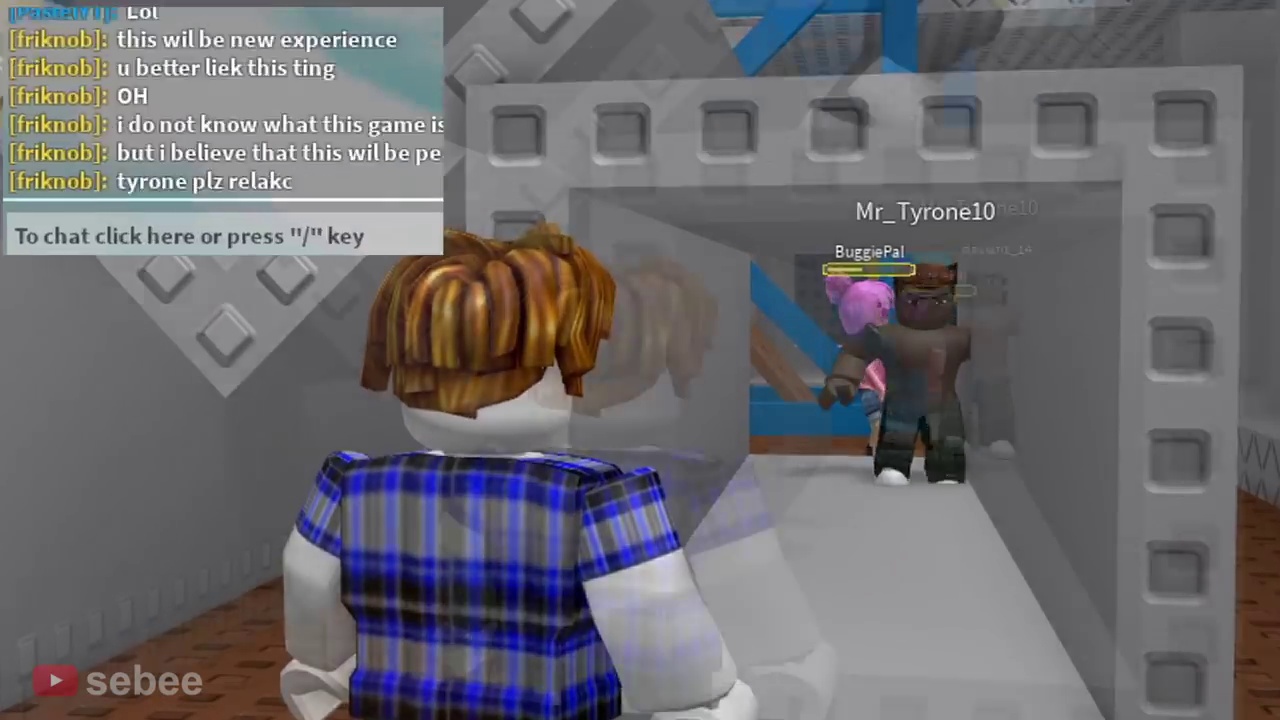 Lol
[friknob]: this wil be new experience
[friknob]: u better liek this ting
[friknob]: OH
[friknob]: i do not know what this game is
[friknob]: but i believe that this wil be pe
[friknob]: tyrone plz relakc
To chat click here or press "/" key
Mr_Tyrone10
BuggiePal
sebee